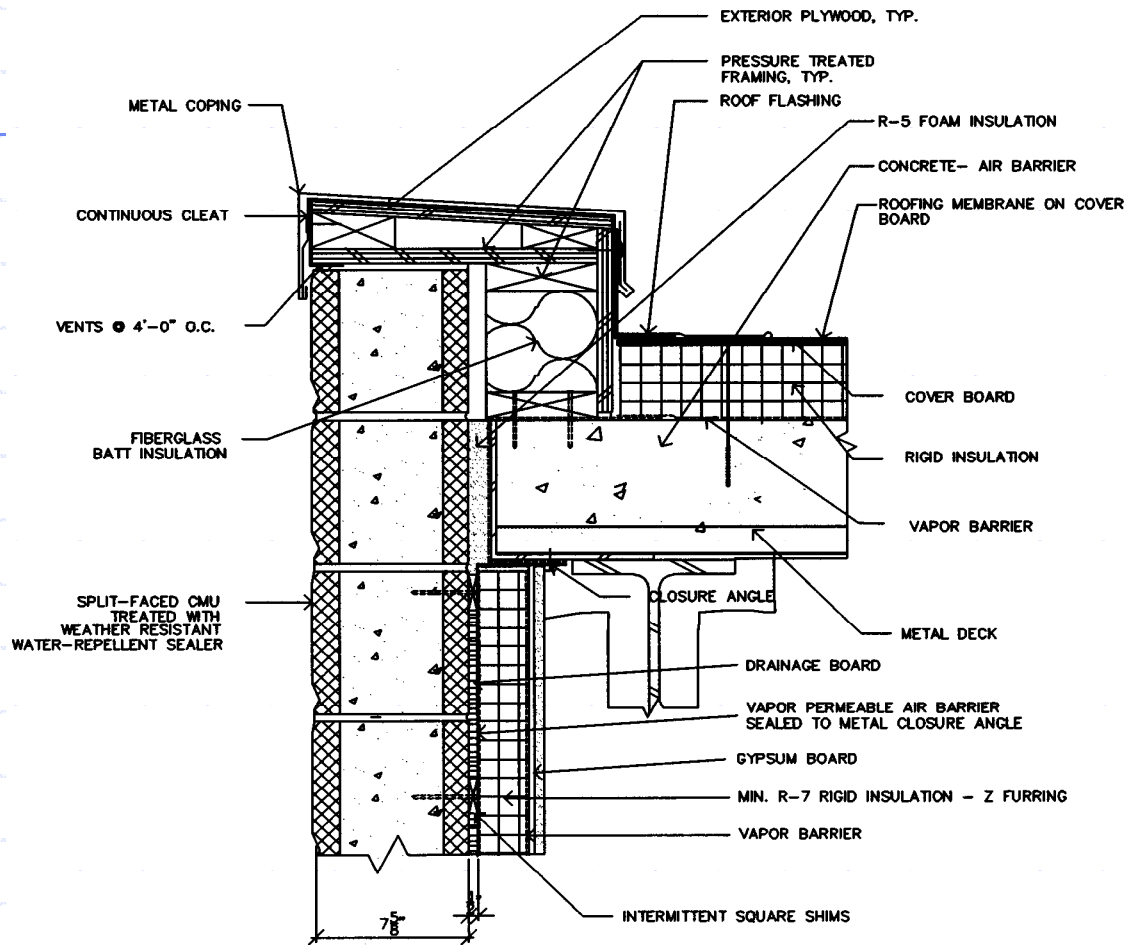 EXTERIOR PLYWOOD, TYP.
PRESSURE TREATED
FRAMING, TYP.
METAL COPING
ROOF FLASHING
R-5 FOAM INSULATION
CONCRETE- AIR BARRIER
CONTINUOUS CLEAT
ROOFING MEMBRANE ON COVER
BOARD
VENTS @ 4'-0" O.C.
COVER BOARD
FIBERGLASS
BATT INSULATION
RIGID INSULATION
VAPOR BARRIER
CLOSURE ANGLE
SPLIT-FACED CMU
TREATED WITH
WEATHER RESISTANT
WATER-REPELLENT SEALER
METAL DECK
DRAINAGE BOARD
VAPOR PERMEABLE AIR BARRIER
SEALED TO METAL CLOSURE ANGLE
GYPSUM BOARD
MIN. R-7 RIGID INSULATION - Z FURRING
VAPOR BARRIER
INTERMITTENT SQUARE SHIMS
7 5/8"